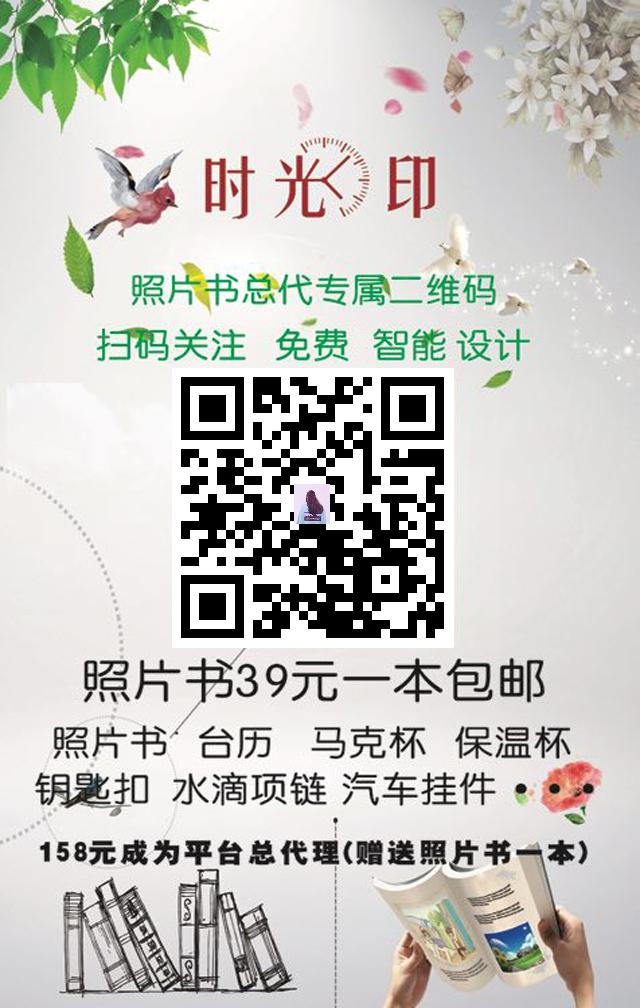 时光印
照片书总代专属二维码
扫码关注 免费 智能 设计
照片书39元一本包邮
照片书 台历 马克杯 保温杯
钥匙扣 水滴项链 汽车挂件
158元成为平台总代理(赠送照片书一本)